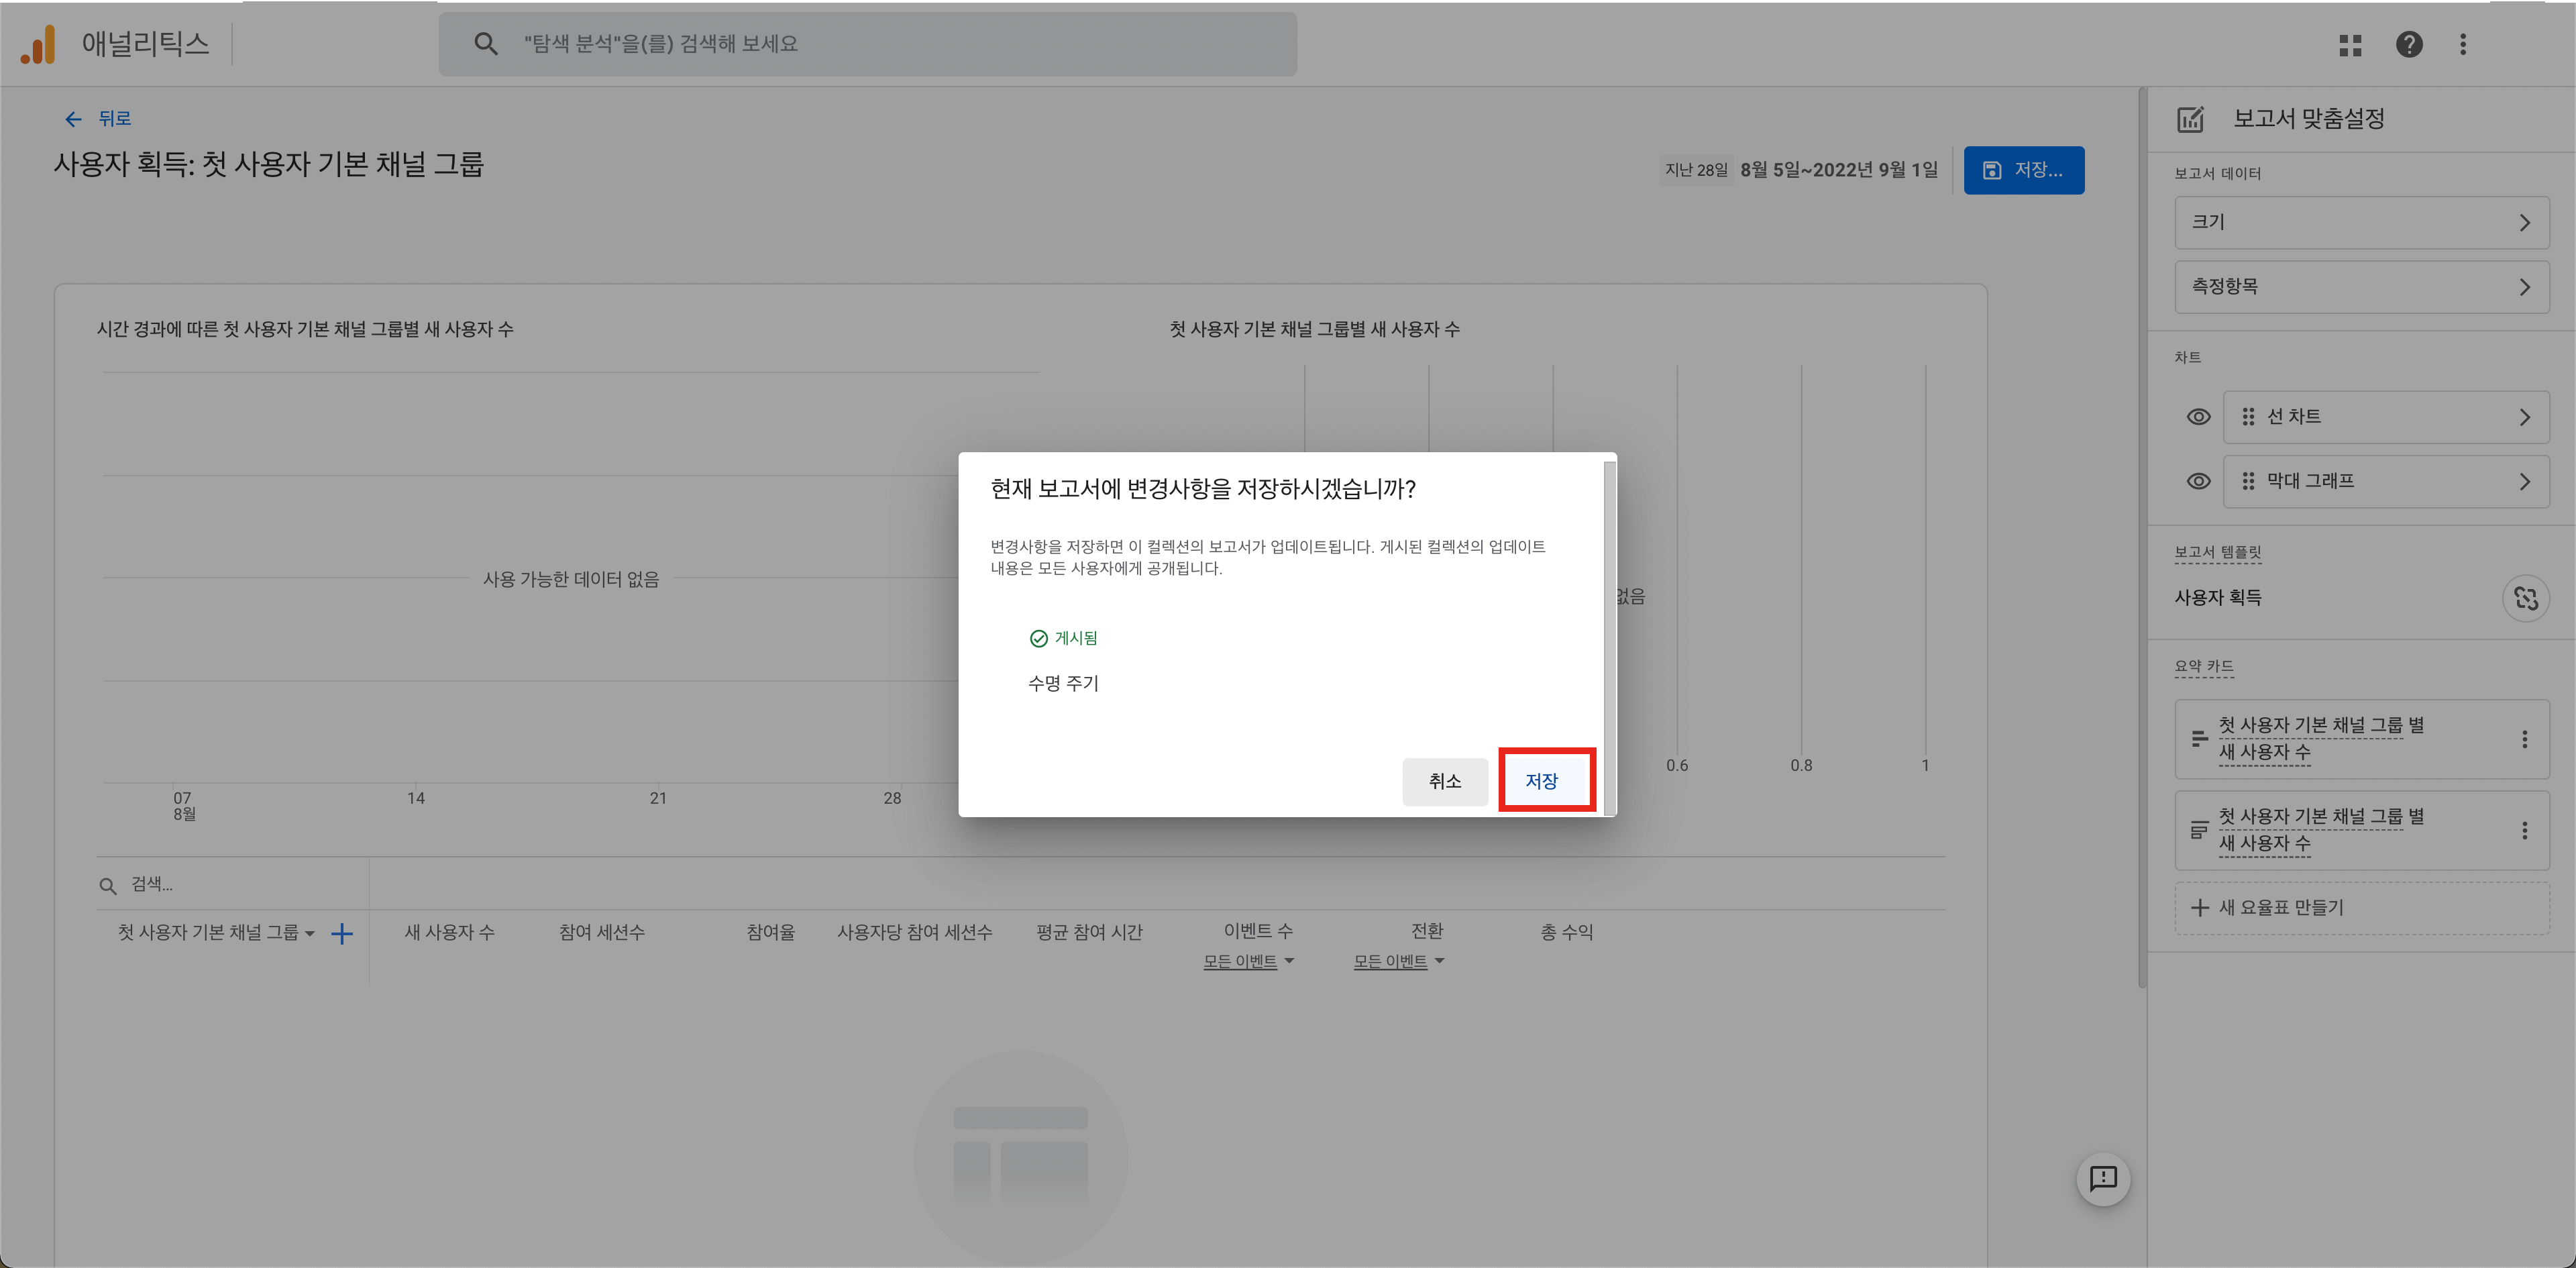 애널리틱스
"탐색 분석"을(를) 검색해 보세요
뒤로
사용자 획득: 첫 사용자 기본 채널 그룹
지난 28일 8월 5일~2022년 9월 1일
저장...
시간 경과에 따른 첫 사용자 기본 채널 그룹별 새 사용자 수
사용 가능한 데이터 없음
07
8월
14
21
28
첫 사용자 기본 채널 그룹별 새 사용자 수
없음
0.6
0.8
1
현재 보고서에 변경사항을 저장하시겠습니까?
변경사항을 저장하면 이 컬렉션의 보고서가 업데이트됩니다. 게시된 컬렉션의 업데이트
내용은 모든 사용자에게 공개됩니다.
게시됨
수명 주기
취소
저장
검색...
첫 사용자 기본 채널 그룹
새 사용자 수
참여 세션수
참여율
사용자당 참여 세션수
평균 참여 시간
이벤트 수
모든 이벤트
전환
모든 이벤트
총 수익
보고서 맞춤설정
보고서 데이터
크기
측정항목
차트
선 차트
막대 그래프
보고서 템플릿
사용자 획득
요약 카드
첫 사용자 기본 채널 그룹 별
새 사용자 수
첫 사용자 기본 채널 그룹 별
새 사용자 수
새 요율표 만들기